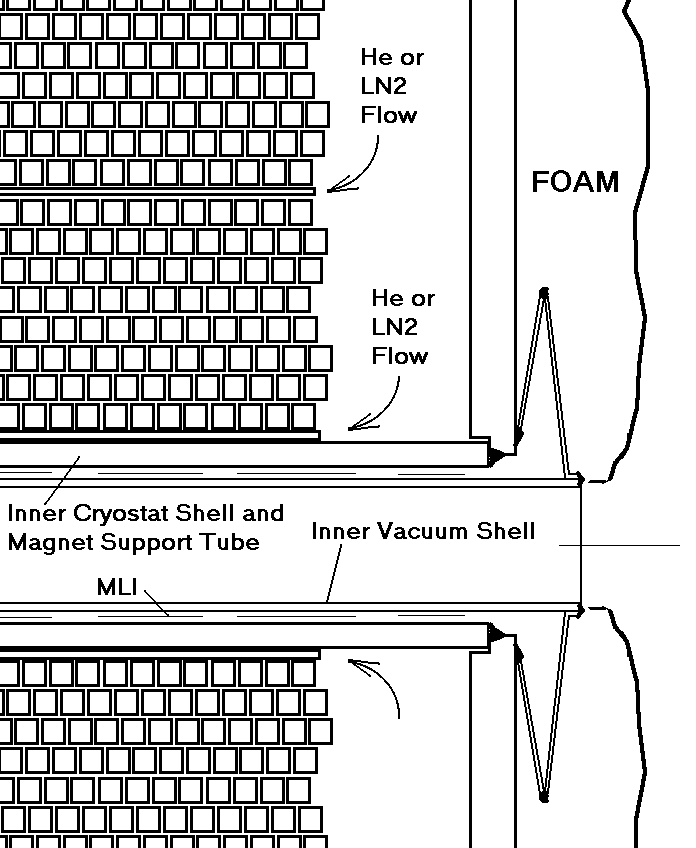 He or
LN2
Flow
FOAM
He or
LN2
Flow
Inner Cryostat Shell and
Magnet Support Tube
Inner Vacuum Shell
MLI